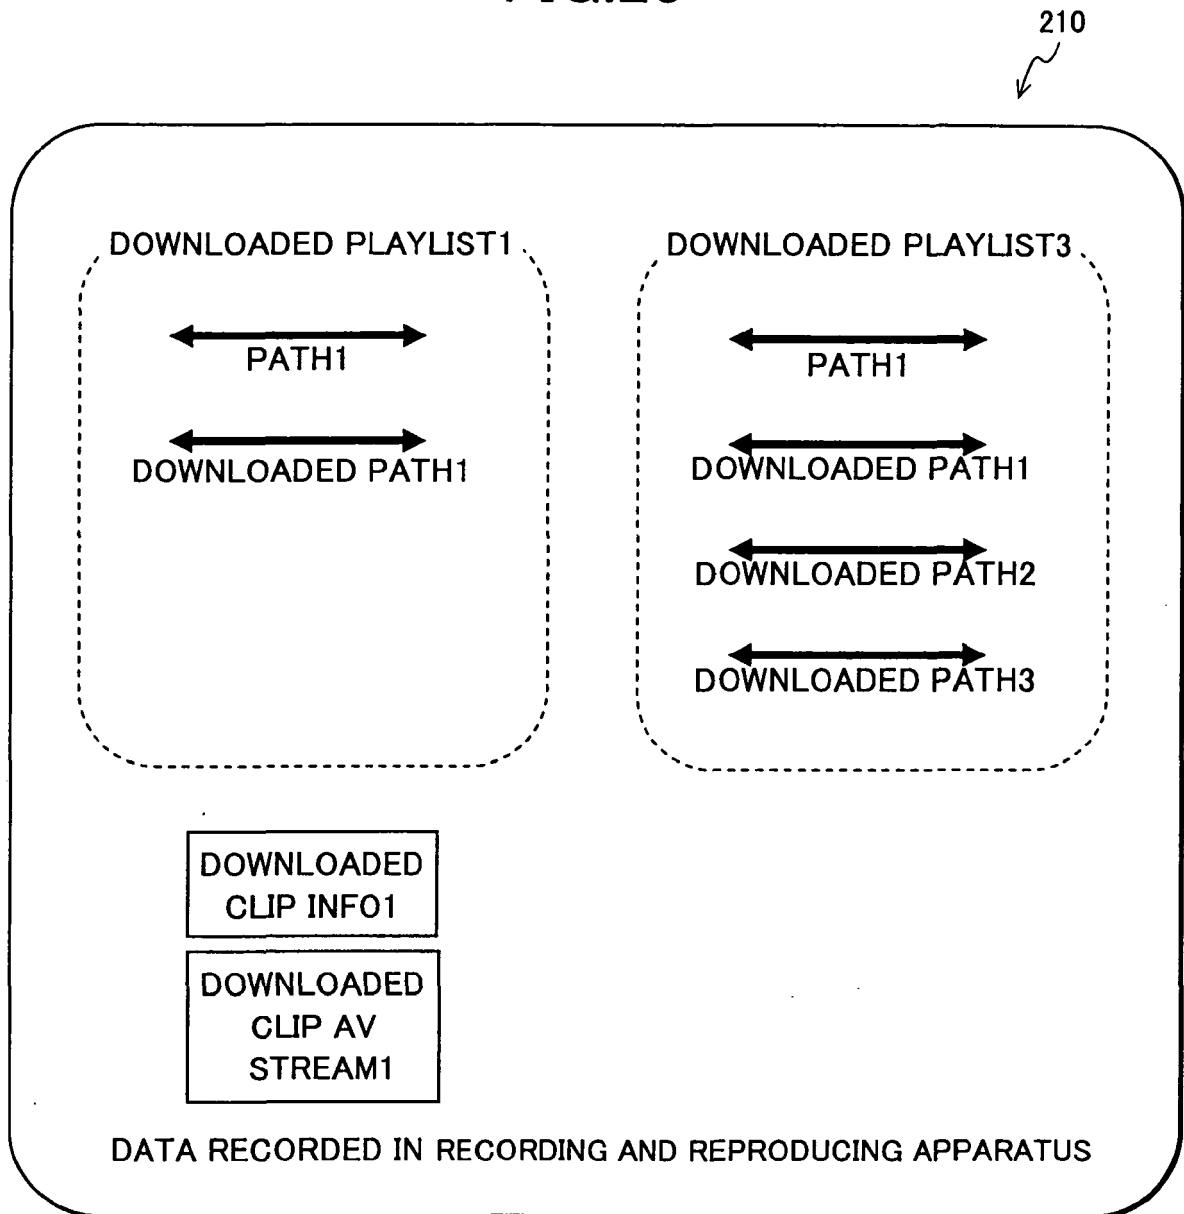 210
DOWNLOADED PLAYLIST1
PATH1
DOWNLOADED PATH1
DOWNLOADED PLAYLIST3
PATH1
DOWNLOADED PATH1
DOWNLOADED PATH2
DOWNLOADED PATH3
DOWNLOADED
CLIP INFO1
DOWNLOADED
CLIP AV
STREAM1
DATA RECORDED IN RECORDING AND REPRODUCING APPARATUS